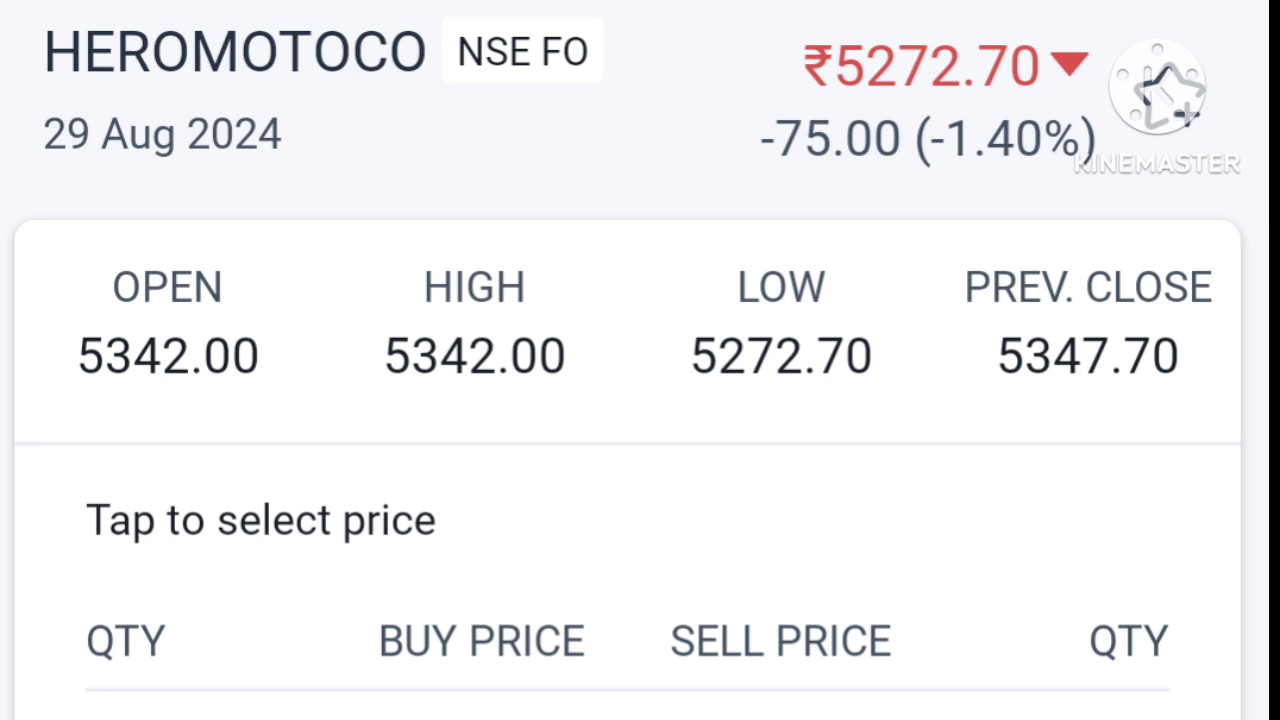 HEROMOTOCO NSE FO ₹5272.70
29 Aug 2024 -75.00 (-1.40%)
KINEMASTER
OPEN HIGH LOW PREV. CLOSE
5342.00 5342.00 5272.70 5347.70
Tap to select price
QTY BUY PRICE SELL PRICE QTY